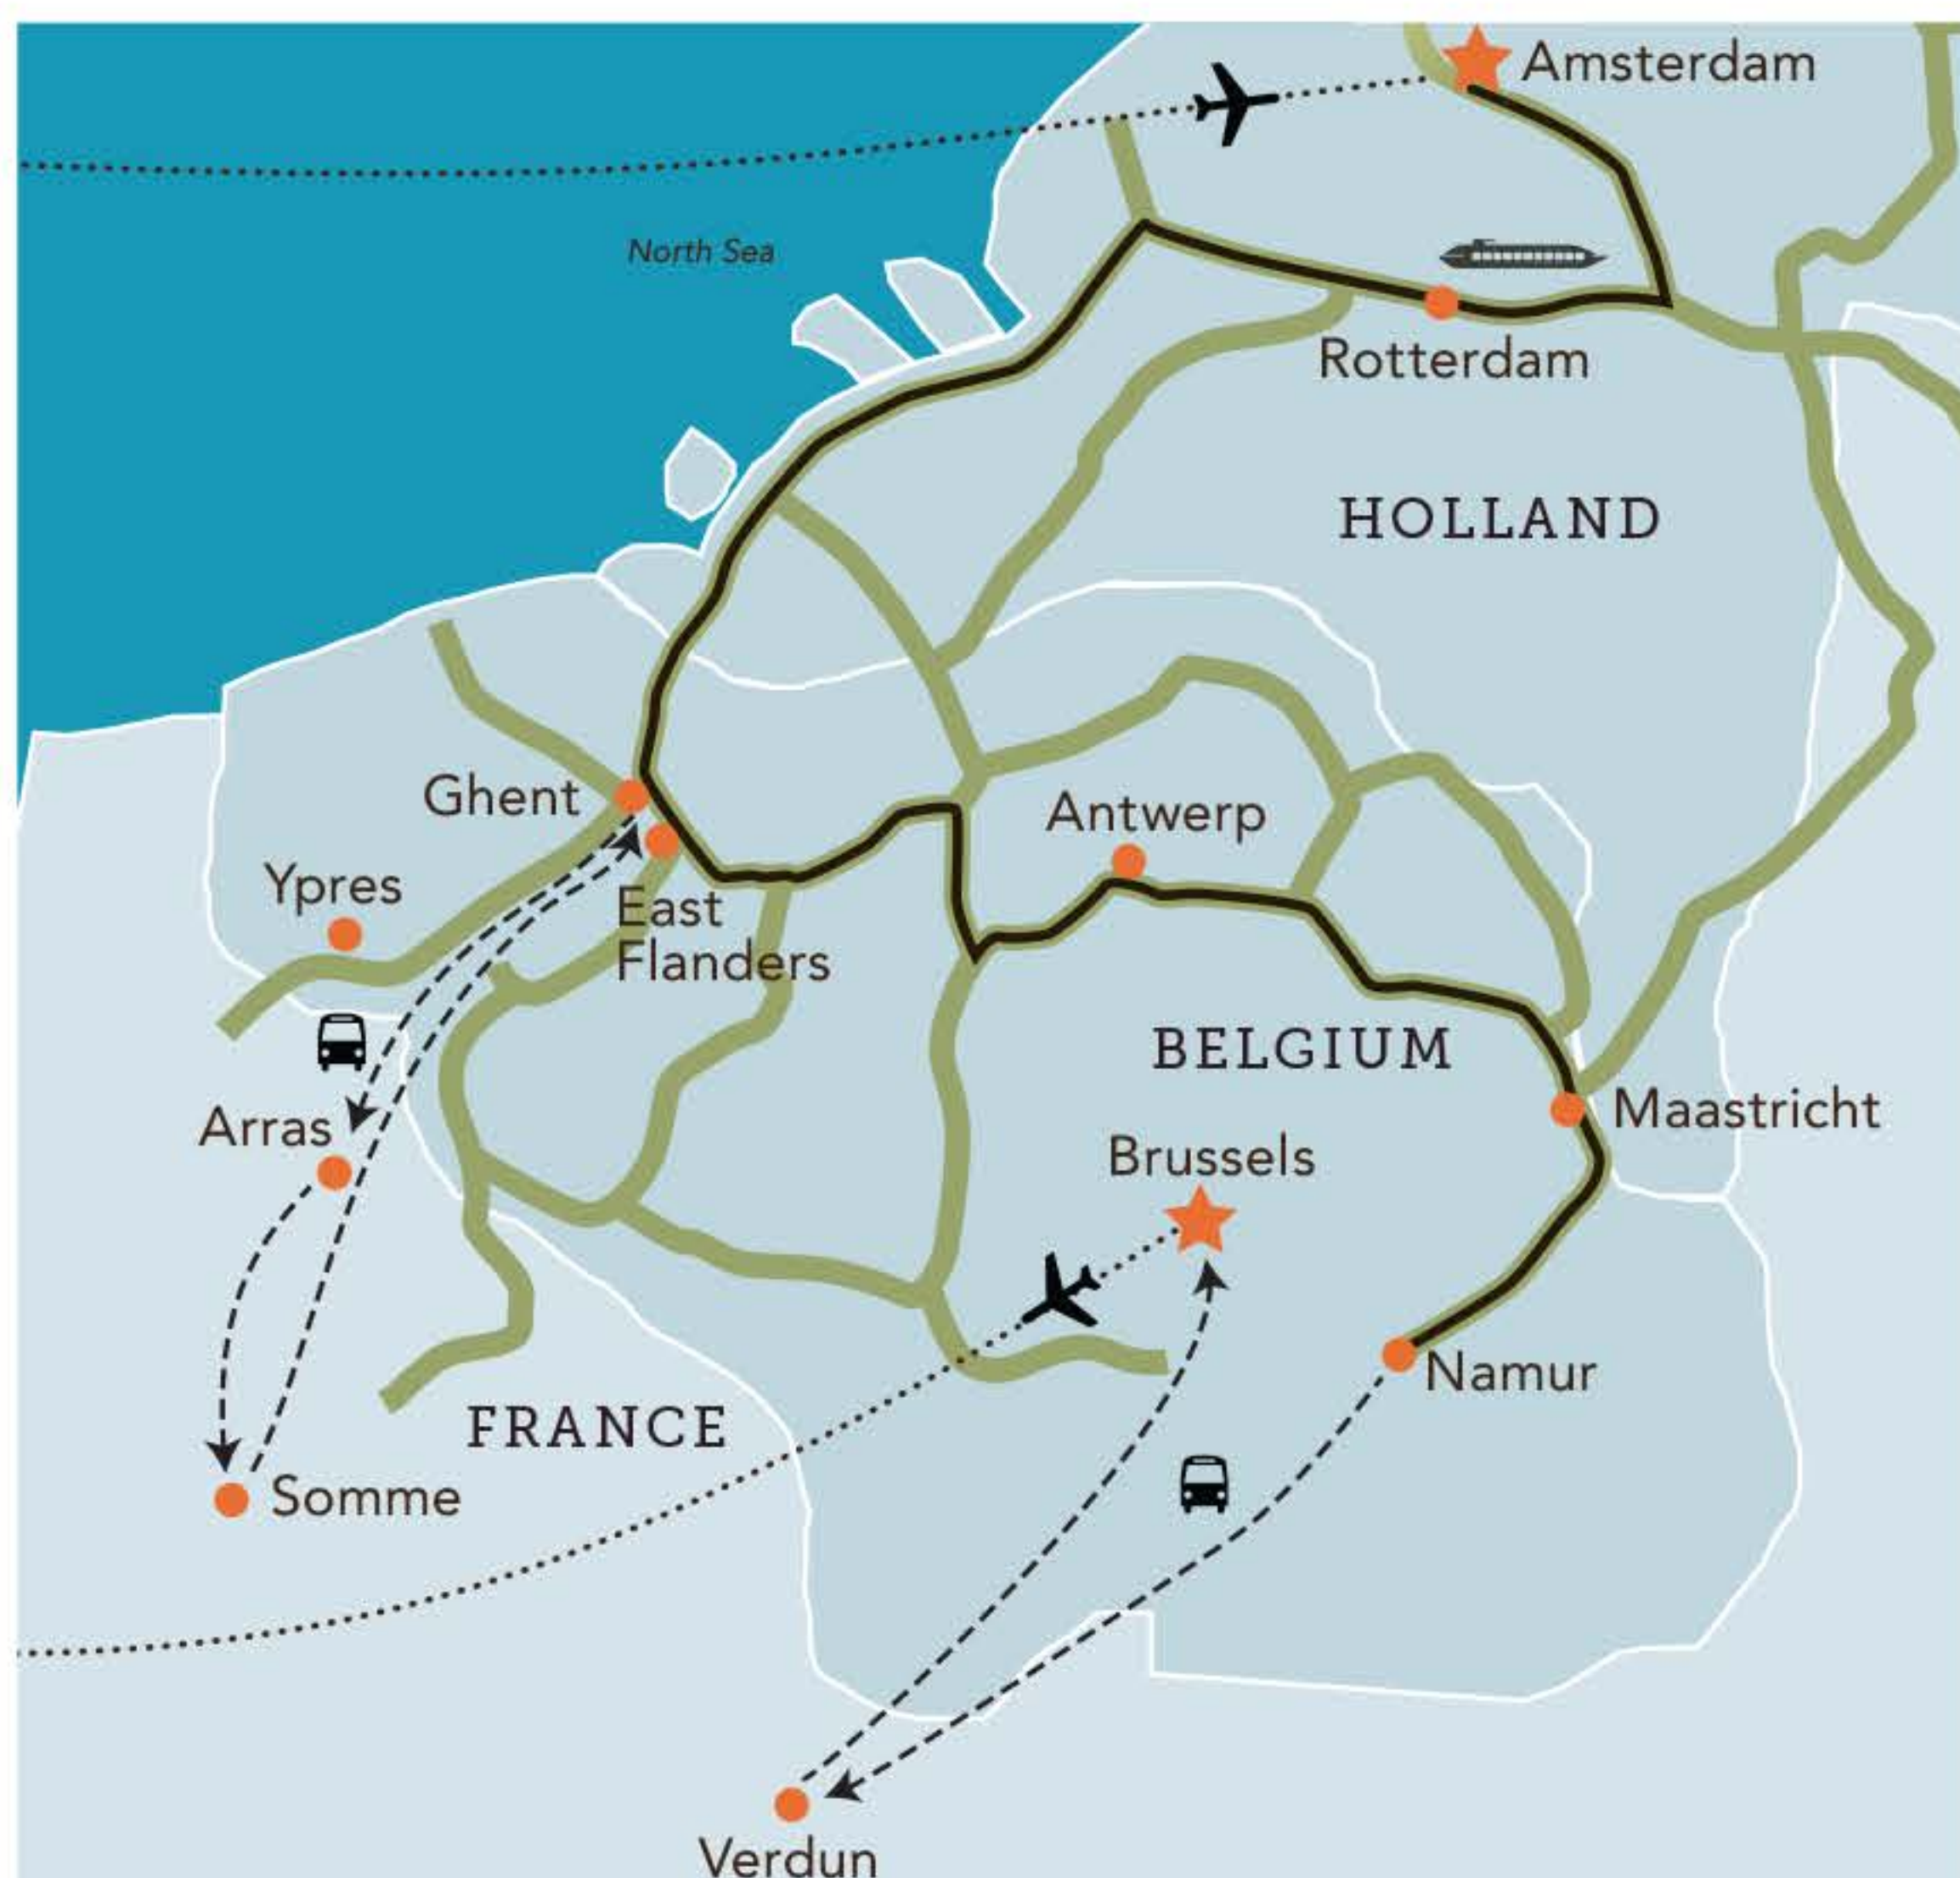 Amsterdam
North Sea
Rotterdam
HOLLAND
Ghent
Antwerp
Ypres
East
Flanders
BELGIUM
Arras
Maastricht
Brussels
Namur
FRANCE
Somme
Verdun